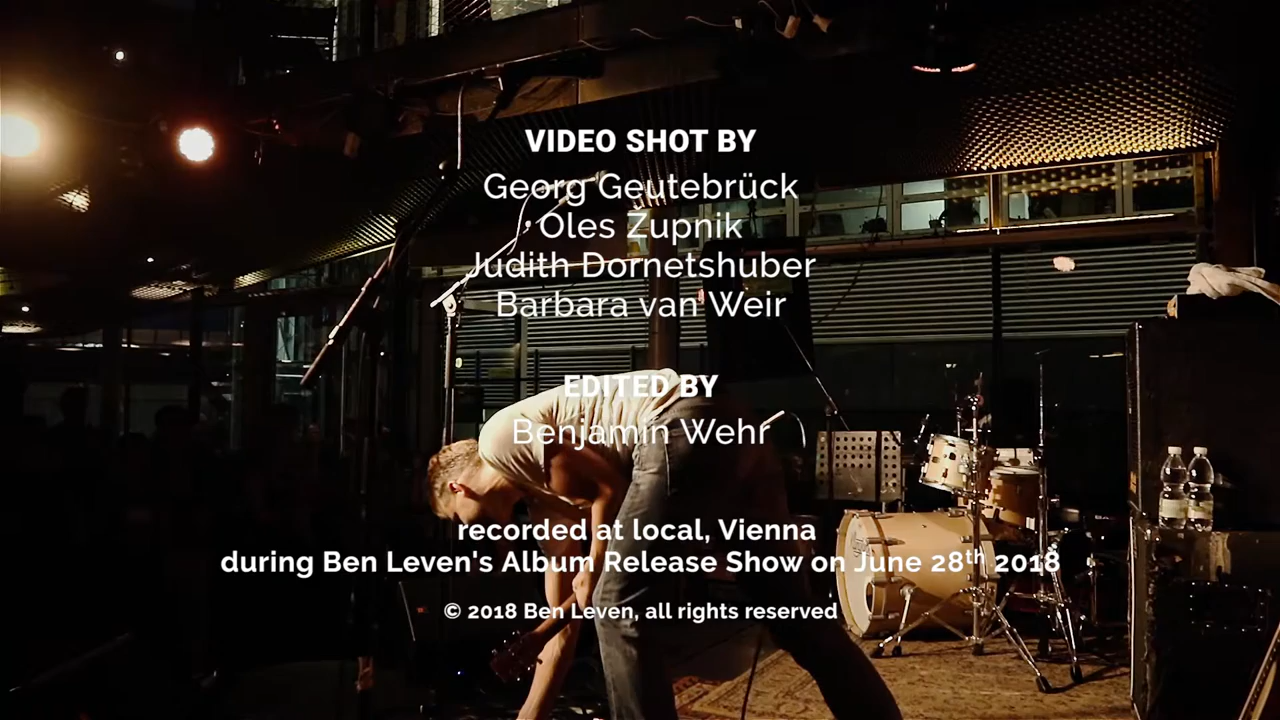 VIDEO SHOT BY
Georg Geutebrück
Oles Zupnik
Judith Dornetshuber
Barbara van Weir
EDITED BY
Benjamin Wehr
recorded at local, Vienna
during Ben Leven's Album Release Show on June 28th 2018
© 2018 Ben Leven, all rights reserved